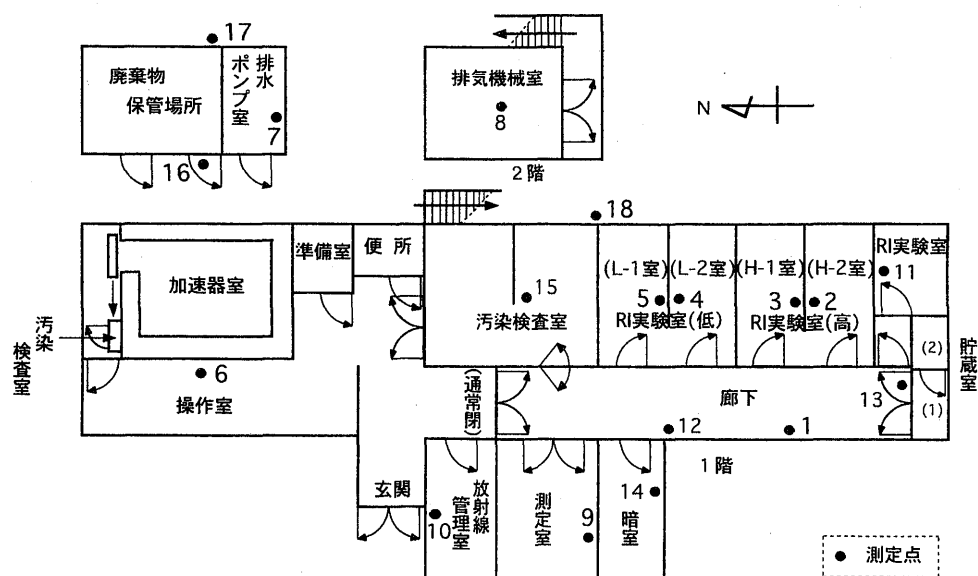 17
廃棄物
保管場所
排水
ポンプ室
7
16
排気機械室
8
2階
N
18
準備室
便 所
加速器室
汚染
検査室
6
操作室
15
汚染検査室
(L-1室)
(L-2室)
(H-1室)
(H-2室)
5
4
3
2
RI実験室(低)
RI実験室(高)
RI実験室
11
(2)
(1)
貯蔵室
13
廊下
12
1
(通常閉)
1階
玄関
放射線
管理室
10
測定室
9
14
暗室
測定点